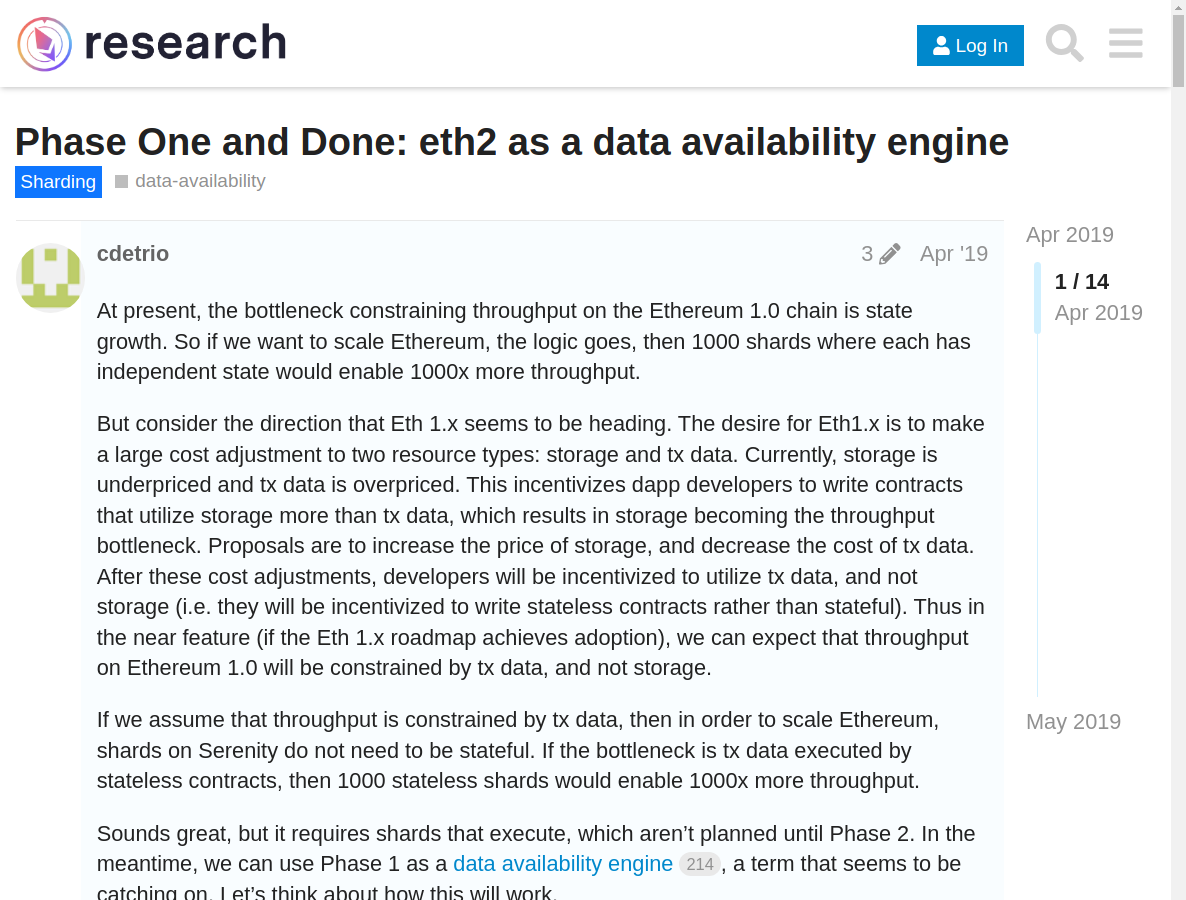 research
Log In
Phase One and Done: eth2 as a data availability engine
Sharding data-availability
cdetrio 3 Apr '19
At present, the bottleneck constraining throughput on the Ethereum 1.0 chain is state
growth. So if we want to scale Ethereum, the logic goes, then 1000 shards where each has
independent state would enable 1000x more throughput.
But consider the direction that Eth 1.x seems to be heading. The desire for Eth1.x is to make
a large cost adjustment to two resource types: storage and tx data. Currently, storage is
underpriced and tx data is overpriced. This incentivizes dapp developers to write contracts
that utilize storage more than tx data, which results in storage becoming the throughput
bottleneck. Proposals are to increase the price of storage, and decrease the cost of tx data.
After these cost adjustments, developers will be incentivized to utilize tx data, and not
storage (i.e. they will be incentivized to write stateless contracts rather than stateful). Thus in
the near feature (if the Eth 1.x roadmap achieves adoption), we can expect that throughput
on Ethereum 1.0 will be constrained by tx data, and not storage.
If we assume that throughput is constrained by tx data, then in order to scale Ethereum,
shards on Serenity do not need to be stateful. If the bottleneck is tx data executed by
stateless contracts, then 1000 stateless shards would enable 1000x more throughput.
Sounds great, but it requires shards that execute, which aren’t planned until Phase 2. In the
meantime, we can use Phase 1 as a data availability engine 214, a term that seems to be
catching on. Let’s think about how this will work.
Apr 2019
1 / 14
Apr 2019
May 2019